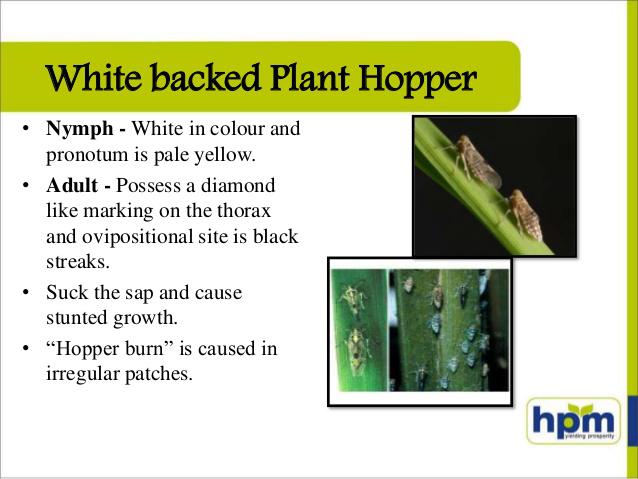 White backed Plant Hopper
• Nymph - White in colour and
pronotum is pale yellow.
• Adult - Possess a diamond
like marking on the thorax
and ovipositional site is black
streaks.
• Suck the sap and cause
stunted growth.
• “Hopper burn” is caused in
irregular patches.
hpm
yielding prosperity